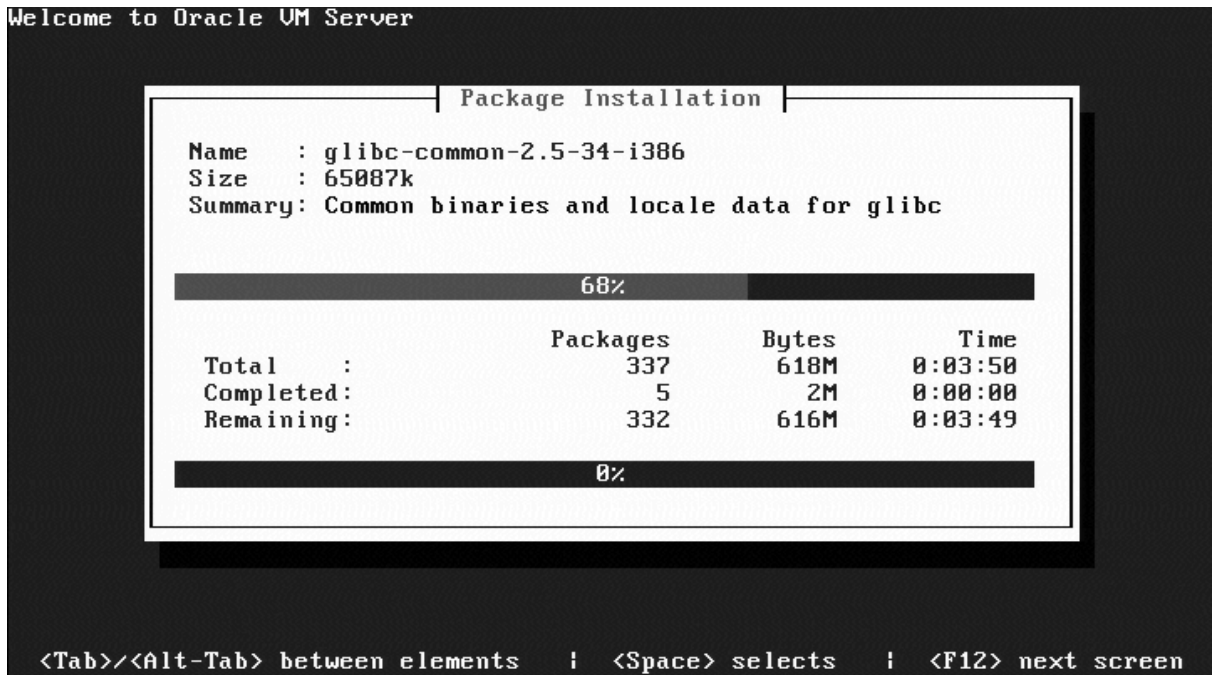 Welcome to Oracle VM Server
Package Installation
Name   : glibc-common-2.5-34-i386
Size   : 65087k
Summary: Common binaries and locale data for glibc
68%
Packages Bytes Time
Total     : 337 618M 0:03:50
Completed: 5 2M 0:00:00
Remaining: 332 616M 0:03:49
0%
<Tab>/<Alt-Tab> between elements | <Space> selects | <F12> next screen